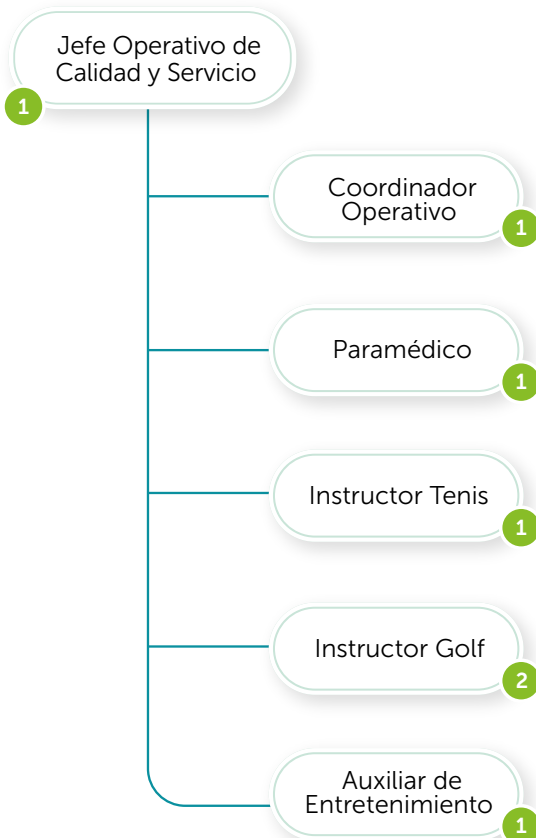 Jefe Operativo de
Calidad y Servicio
1
Coordinador
Operativo
1
Paramédico
1
Instructor Tenis
1
Instructor Golf
2
Auxiliar de
Entretenimiento
1